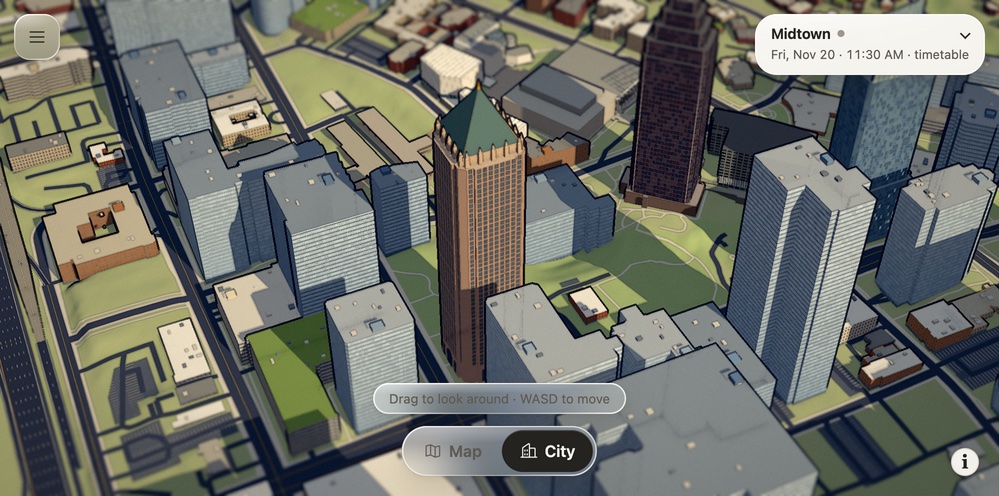 Midtown
Fri, Nov 20 · 11:30 AM · timetable
Drag to look around · WASD to move
Map
City
i